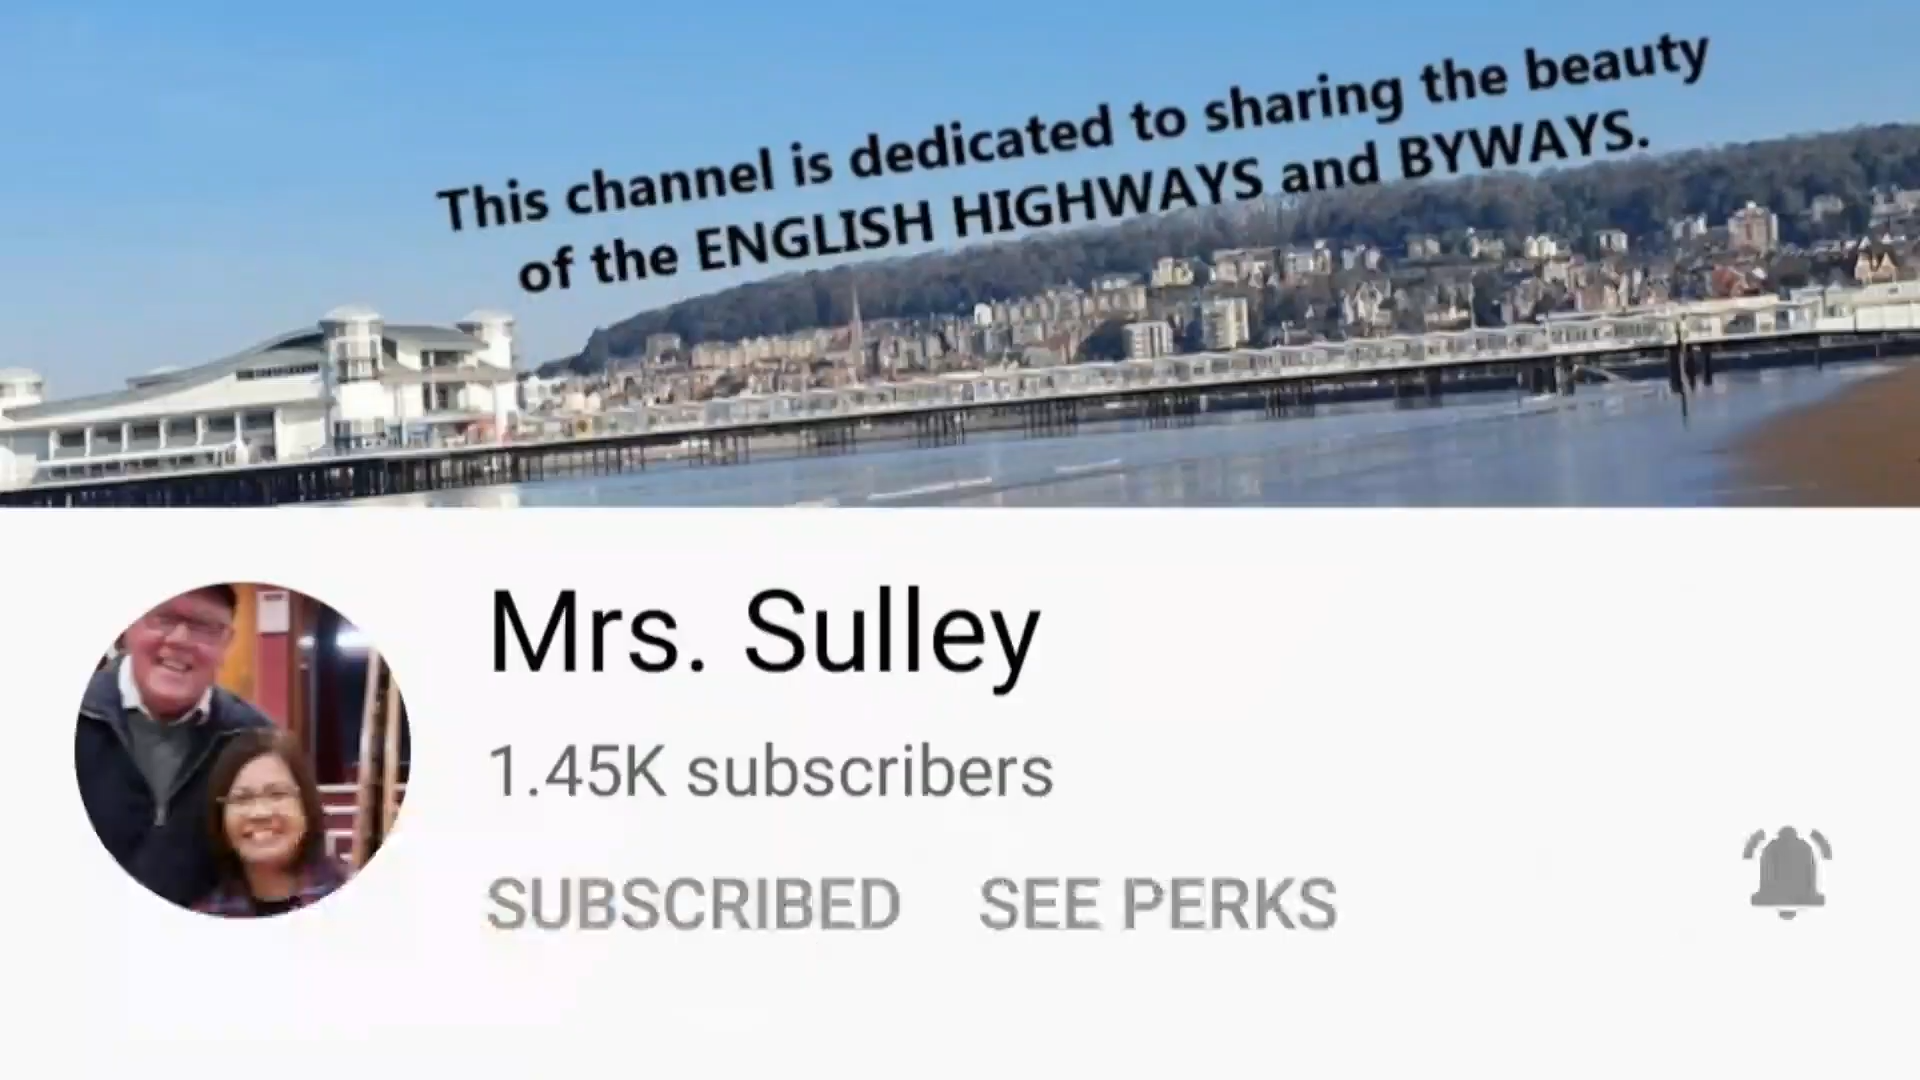 This channel is dedicated to sharing the beauty
of the ENGLISH HIGHWAYS and BYWAYS.
Mrs. Sulley
1.45K subscribers
SUBSCRIBED SEE PERKS